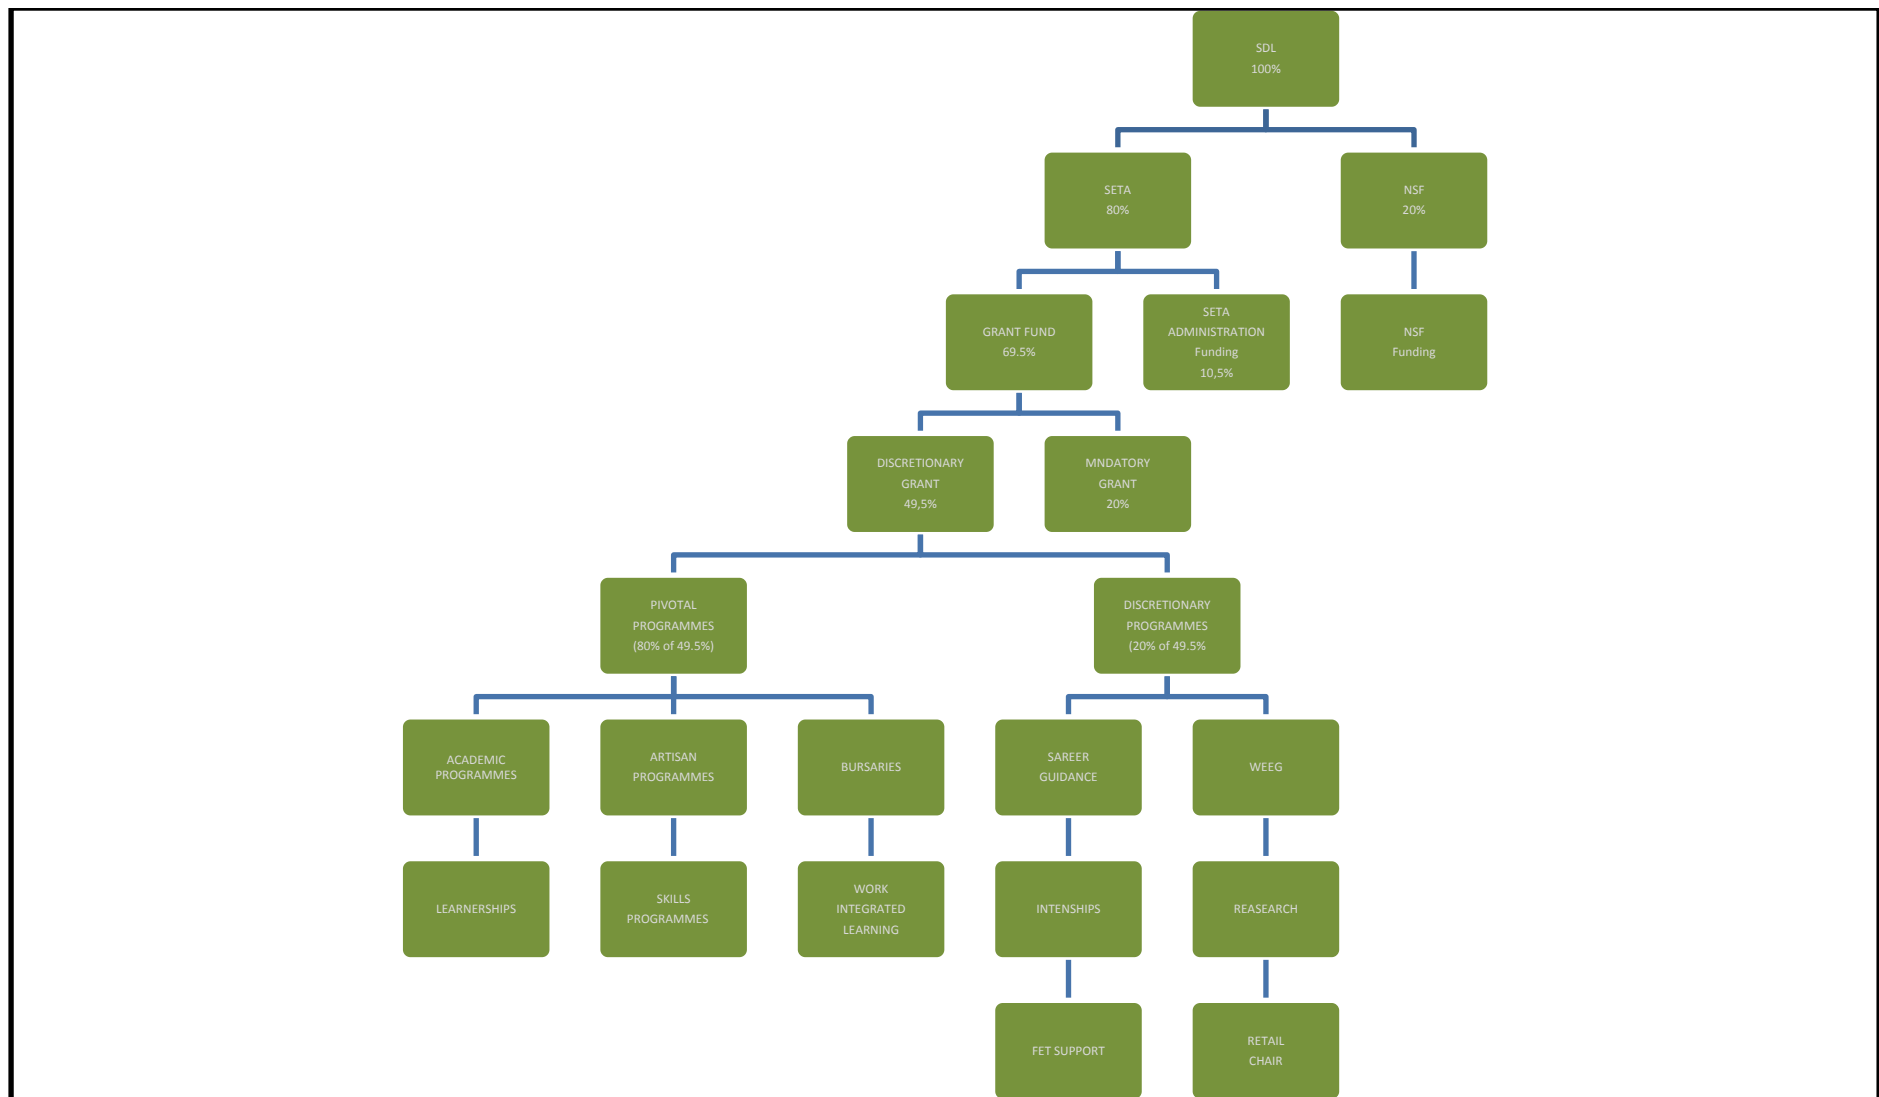 SDL
100%
SETA
80%
NSF
20%
GRANT FUND
69.5%
SETA
ADMINISTRATION
Funding
10,5%
NSF
Funding
DISCRETIONARY
GRANT
49,5%
MNDATORY
GRANT
20%
PIVOTAL
PROGRAMMES
(80% of 49.5%)
DISCRETIONARY
PROGRAMMES
(20% of 49.5%
ACADEMIC
PROGRAMMES
ARTISAN
PROGRAMMES
BURSARIES
SAREER
GUIDANCE
WEEG
LEARNERSHIPS
SKILLS
PROGRAMMES
WORK
INTEGRATED
LEARNING
INTENSHIPS
REASEARCH
FET SUPPORT
RETAIL
CHAIR